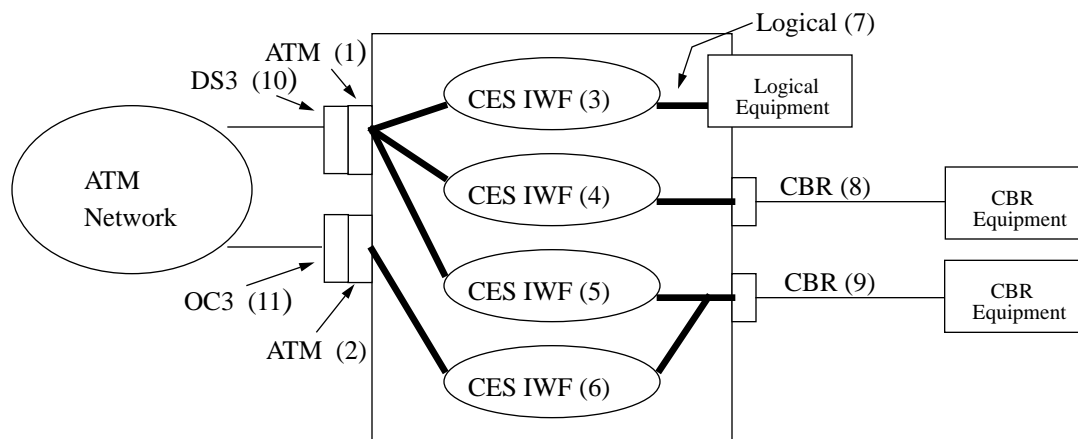 Logical (7)
ATM (1)
DS3 (10)
CES IWF (3)
Logical
Equipment
ATM
Network
CES IWF (4)
CBR (8)
CBR
Equipment
OC3 (11)
ATM (2)
CES IWF (5)
CBR (9)
CBR
Equipment
CES IWF (6)